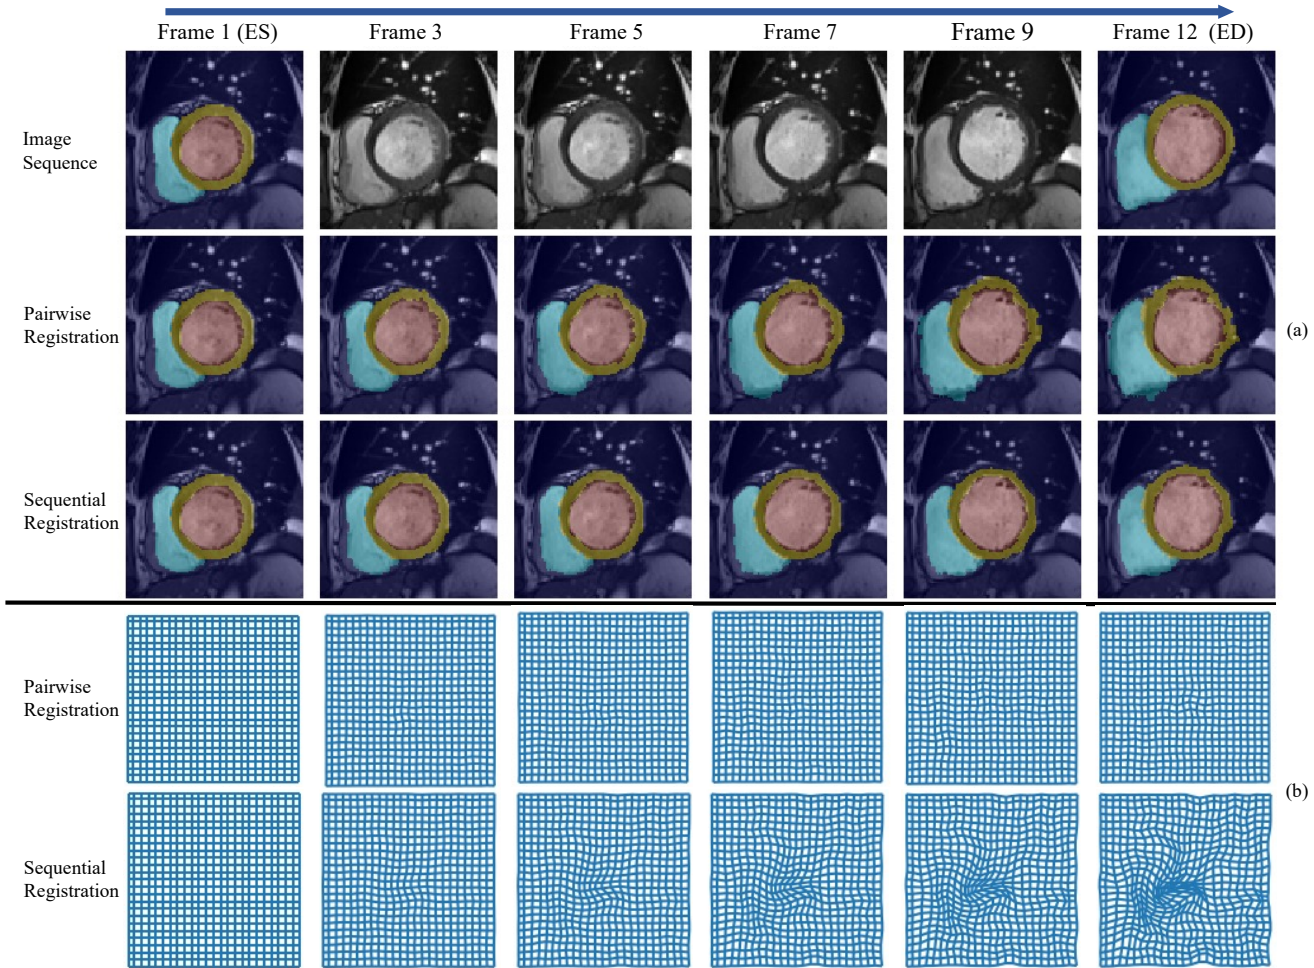 Frame 1 (ES) Frame 3 Frame 5 Frame 7 Frame 9 Frame 12 (ED)
Image
Sequence
Pairwise
Registration
(a)
Sequential
Registration
Pairwise
Registration
(b)
Sequential
Registration